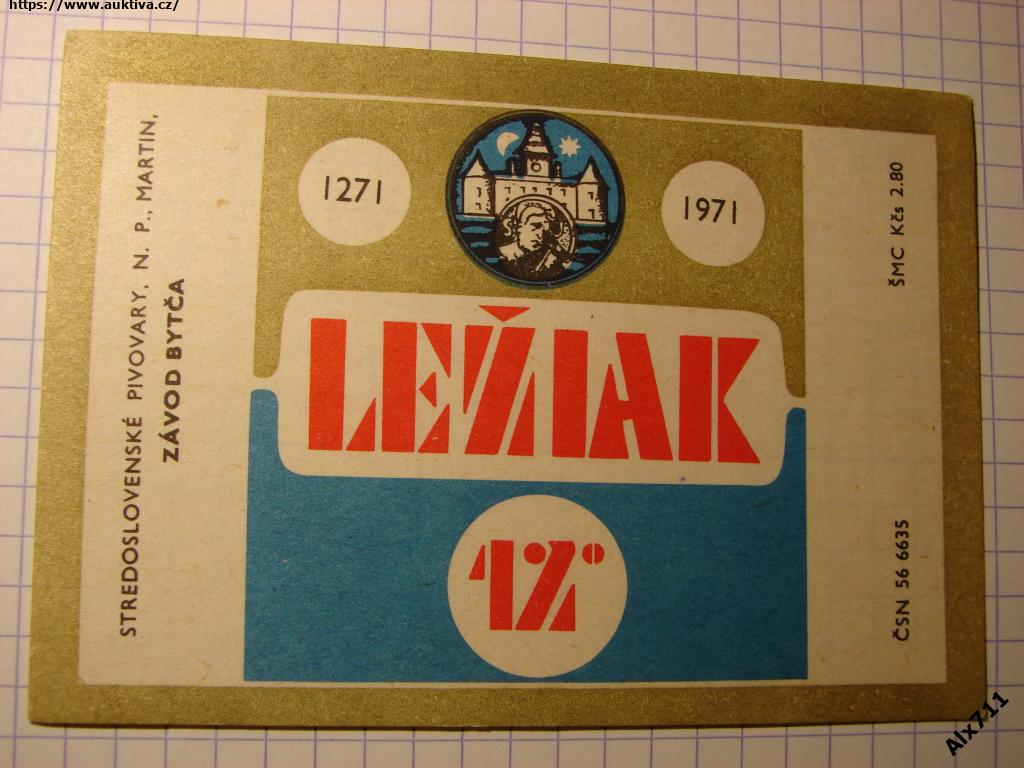 https://www.auktiva.cz/
STREDOSLOVENSKÉ PIVOVARY, N. P., MARTIN,
ZÁVOD BYTČA
1271
1971
LEŽIAK
12°
ŠMC Kčs 2.80
ČSN 56 6635
Alx711